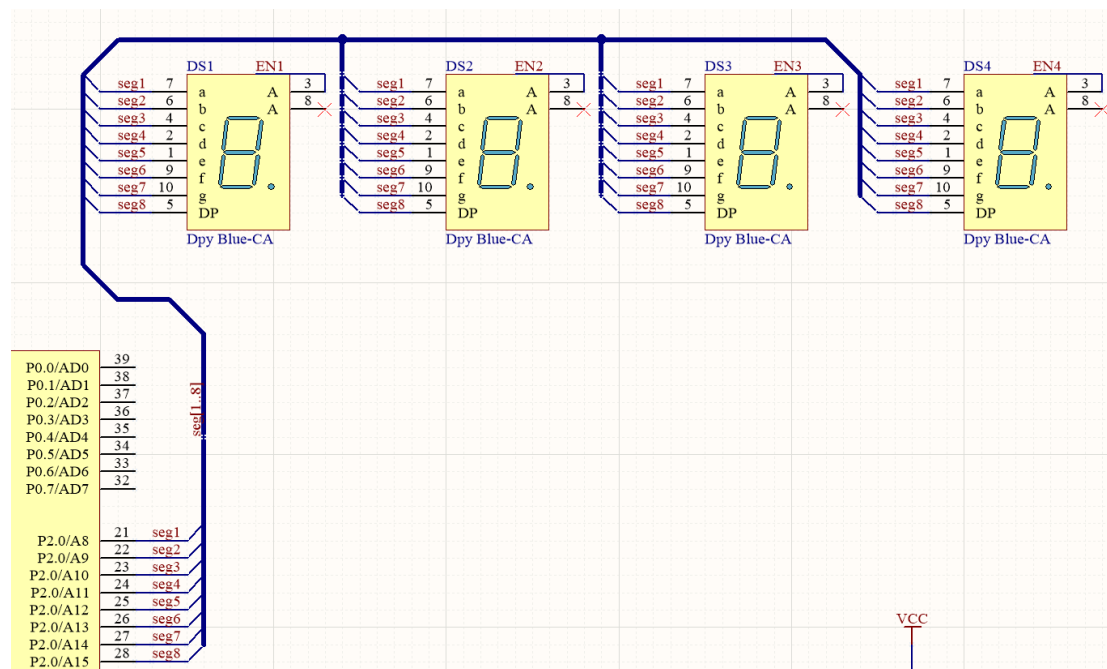 DS1 EN1 DS2 EN2 DS3 EN3 DS4 EN4
seg1 7 a A 3 seg1 7 a A 3 seg1 7 a A 3 seg1 7 a A 3
seg2 6 b A 8 seg2 6 b A 8 seg2 6 b A 8 seg2 6 b A 8
seg3 4 c seg3 4 c seg3 4 c seg3 4 c
seg4 2 d seg4 2 d seg4 2 d seg4 2 d
seg5 1 e seg5 1 e seg5 1 e seg5 1 e
seg6 9 f seg6 9 f seg6 9 f seg6 9 f
seg7 10 g seg7 10 g seg7 10 g seg7 10 g
seg8 5 DP seg8 5 DP seg8 5 DP seg8 5 DP
Dpy Blue-CA Dpy Blue-CA Dpy Blue-CA Dpy Blue-CA
P0.0/AD0 39
P0.1/AD1 38
P0.2/AD2 37
P0.3/AD3 36
P0.4/AD4 35
P0.5/AD5 34
P0.6/AD6 33
P0.7/AD7 32
seg[1..8]
P2.0/A8 21 seg1
P2.0/A9 22 seg2
P2.0/A10 23 seg3
P2.0/A11 24 seg4
P2.0/A12 25 seg5
P2.0/A13 26 seg6
P2.0/A14 27 seg7
P2.0/A15 28 seg8
VCC